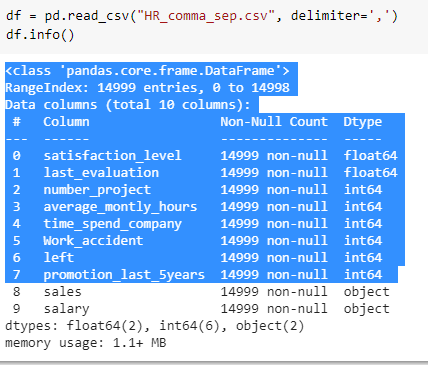 df = pd.read_csv("HR_comma_sep.csv", delimiter=',')
df.info()
<class 'pandas.core.frame.DataFrame'>
RangeIndex: 14999 entries, 0 to 14998
Data columns (total 10 columns):
 #   Column                 Non-Null Count  Dtype
---  ------                 --------------  -----
 0   satisfaction_level     14999 non-null  float64
 1   last_evaluation        14999 non-null  float64
 2   number_project         14999 non-null  int64
 3   average_montly_hours   14999 non-null  int64
 4   time_spend_company     14999 non-null  int64
 5   Work_accident          14999 non-null  int64
 6   left                   14999 non-null  int64
 7   promotion_last_5years  14999 non-null  int64
 8   sales                  14999 non-null  object
 9   salary                 14999 non-null  object
dtypes: float64(2), int64(6), object(2)
memory usage: 1.1+ MB